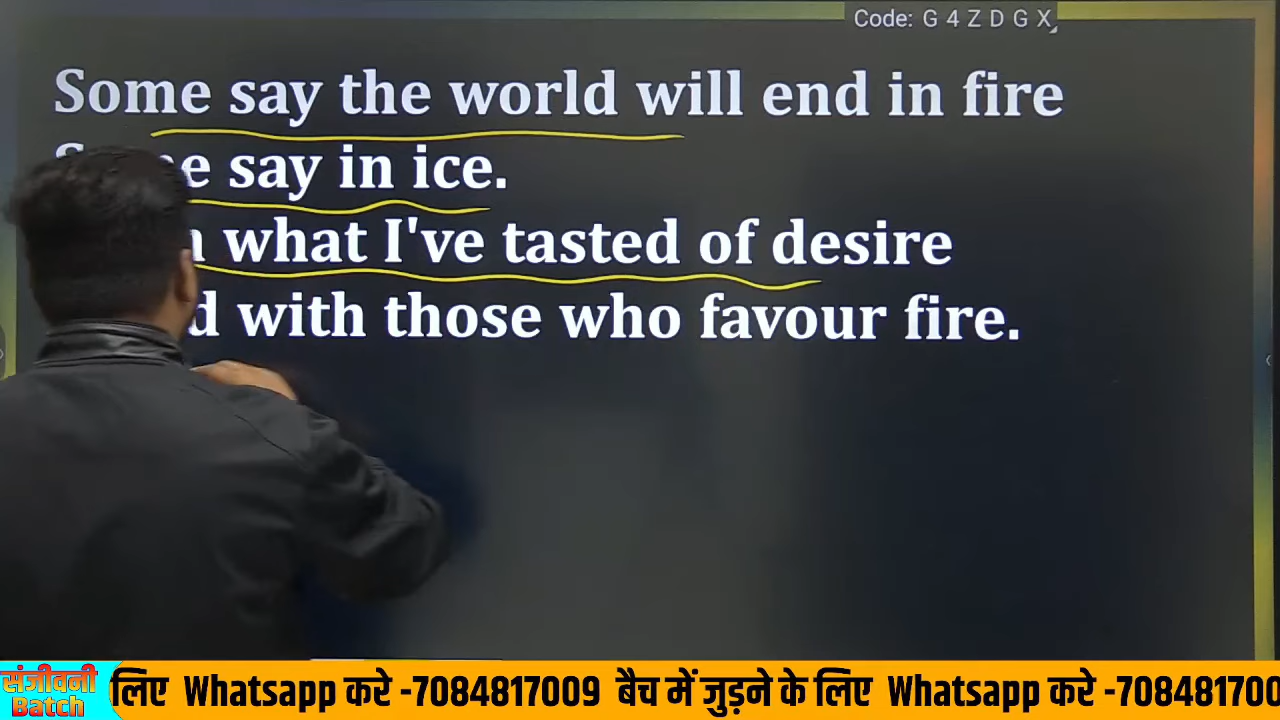 Code: G 4 Z D G X
Some say the world will end in fire
say in ice.
what I've tasted of desire
with those who favour fire.
संजीवनी
Batch
लिए Whatsapp करे -7084817009 बैच में जुड़ने के लिए Whatsapp करे -708481700